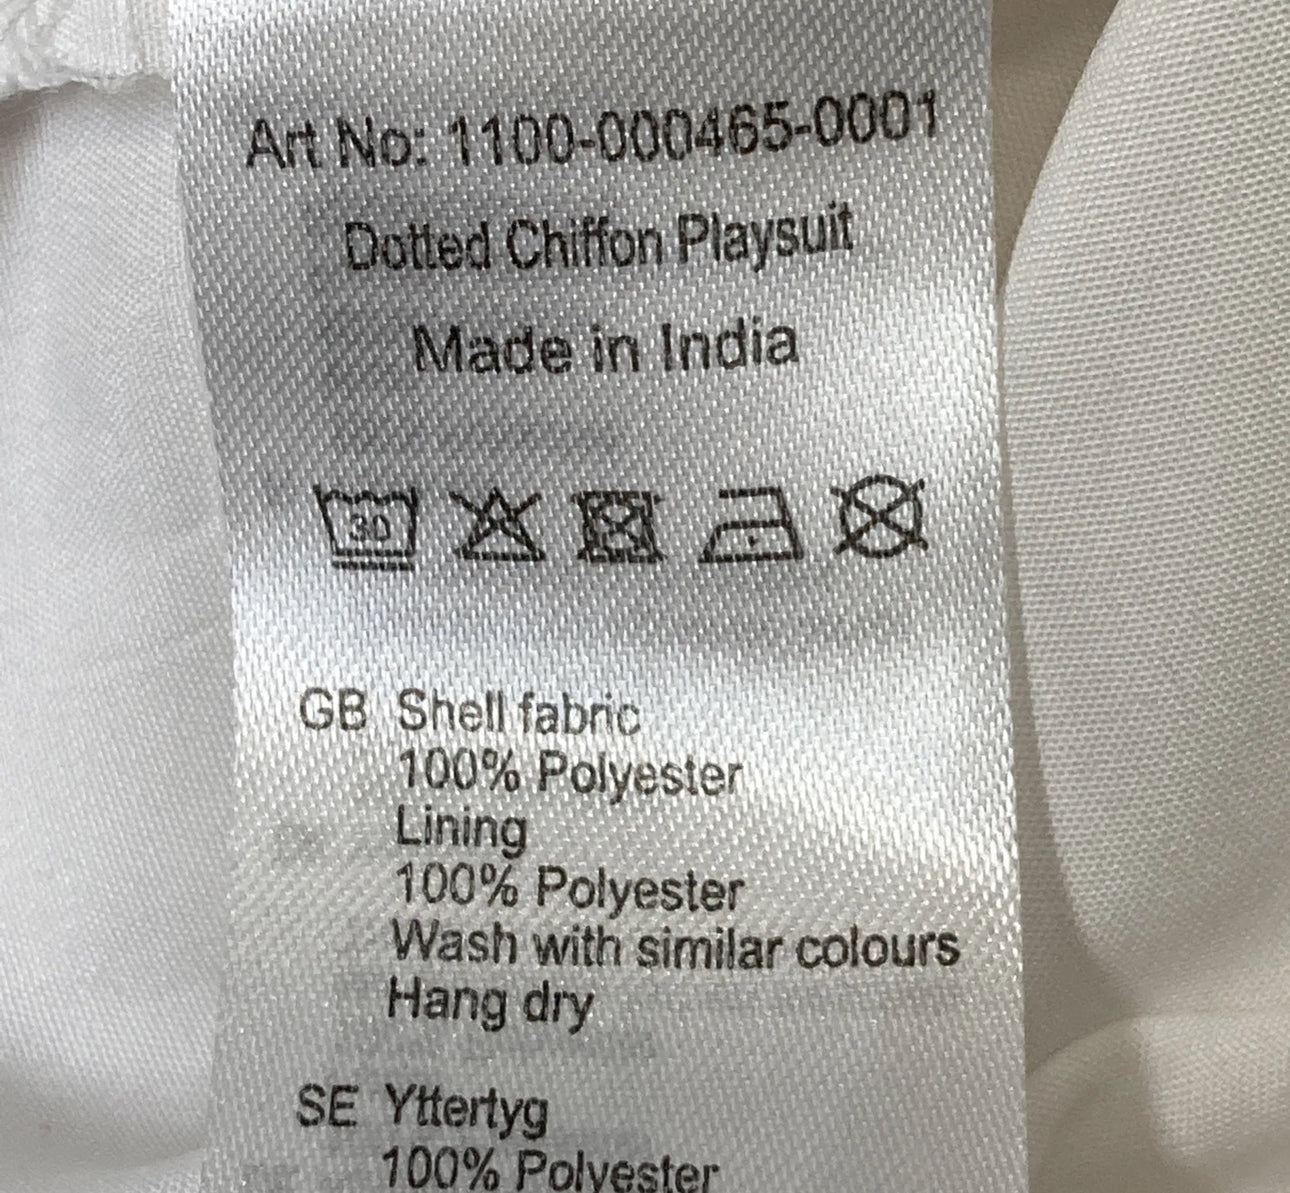 Art No: 1100-000465-0001
Dotted Chiffon Playsuit
Made in India
30
GB Shell fabric
100% Polyester
Lining
100% Polyester
Wash with similar colours
Hang dry
SE Yttertyg
100% Polyester